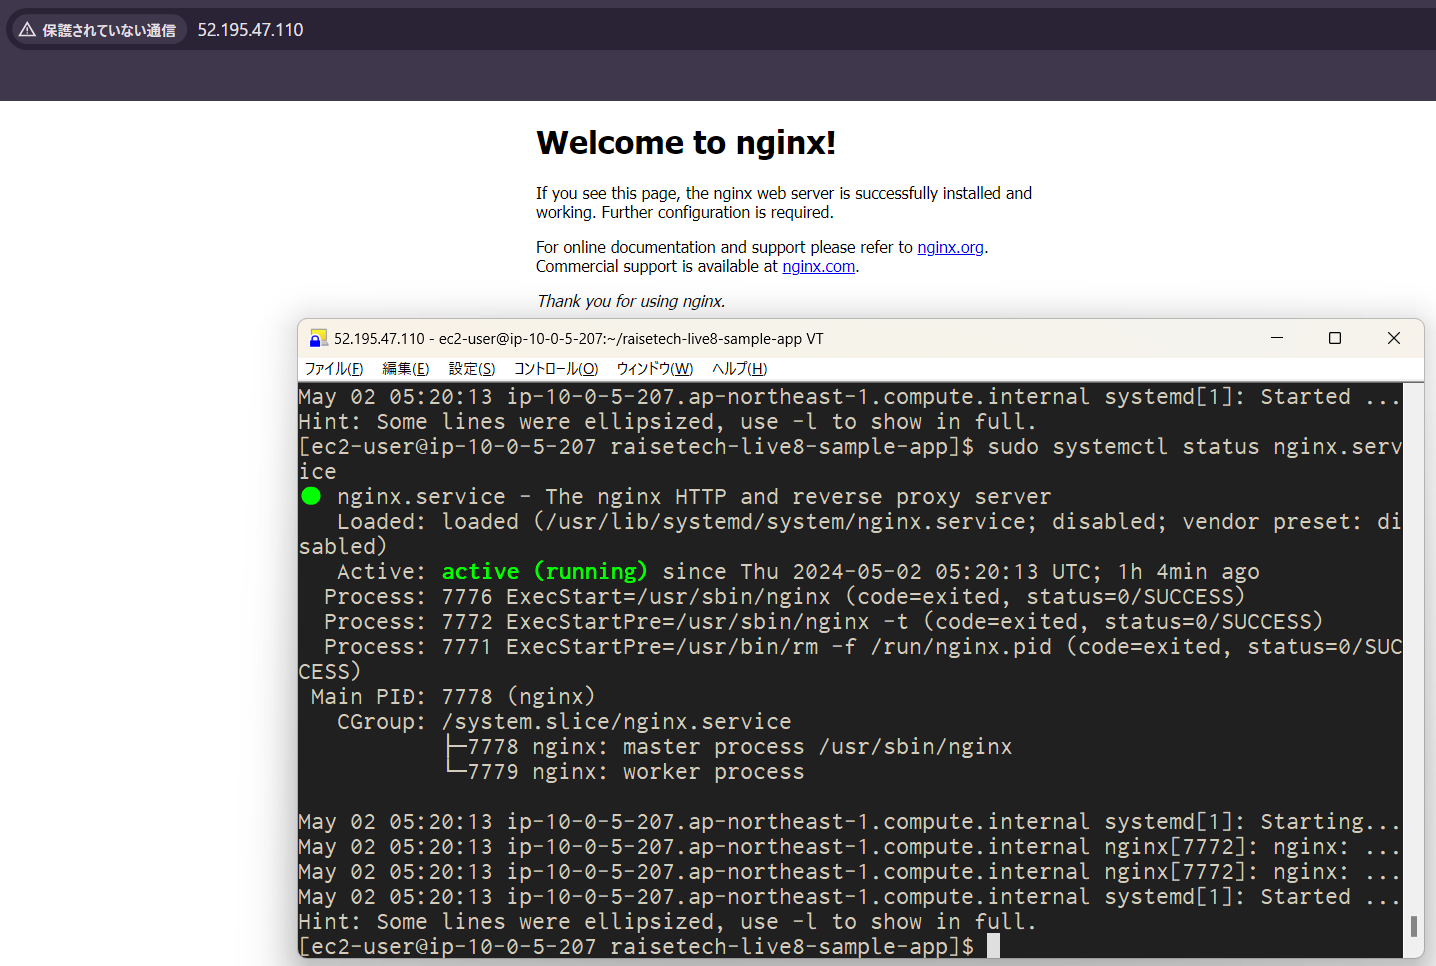 保護されていない通信 52.195.47.110
Welcome to nginx!
If you see this page, the nginx web server is successfully installed and
working. Further configuration is required.
For online documentation and support please refer to nginx.org.
Commercial support is available at nginx.com.
Thank you for using nginx.
52.195.47.110 - ec2-user@ip-10-0-5-207:~/raisetech-live8-sample-app VT
ファイル(F) 編集(E) 設定(S) コントロール(O) ウィンドウ(W) ヘルプ(H)
May 02 05:20:13 ip-10-0-5-207.ap-northeast-1.compute.internal systemd[1]: Started ...
Hint: Some lines were ellipsized, use -l to show in full.
[ec2-user@ip-10-0-5-207 raisetech-live8-sample-app]$ sudo systemctl status nginx.serv
ice
● nginx.service - The nginx HTTP and reverse proxy server
Loaded: loaded (/usr/lib/systemd/system/nginx.service; disabled; vendor preset: di
sabled)
Active: active (running) since Thu 2024-05-02 05:20:13 UTC; 1h 4min ago
Process: 7776 ExecStart=/usr/sbin/nginx (code=exited, status=0/SUCCESS)
Process: 7772 ExecStartPre=/usr/sbin/nginx -t (code=exited, status=0/SUCCESS)
Process: 7771 ExecStartPre=/usr/bin/rm -f /run/nginx.pid (code=exited, status=0/SUC
CESS)
Main PID: 7778 (nginx)
CGroup: /system.slice/nginx.service
├─7778 nginx: master process /usr/sbin/nginx
└─7779 nginx: worker process
May 02 05:20:13 ip-10-0-5-207.ap-northeast-1.compute.internal systemd[1]: Starting...
May 02 05:20:13 ip-10-0-5-207.ap-northeast-1.compute.internal nginx[7772]: nginx: ...
May 02 05:20:13 ip-10-0-5-207.ap-northeast-1.compute.internal nginx[7772]: nginx: ...
May 02 05:20:13 ip-10-0-5-207.ap-northeast-1.compute.internal systemd[1]: Started ...
Hint: Some lines were ellipsized, use -l to show in full.
[ec2-user@ip-10-0-5-207 raisetech-live8-sample-app]$